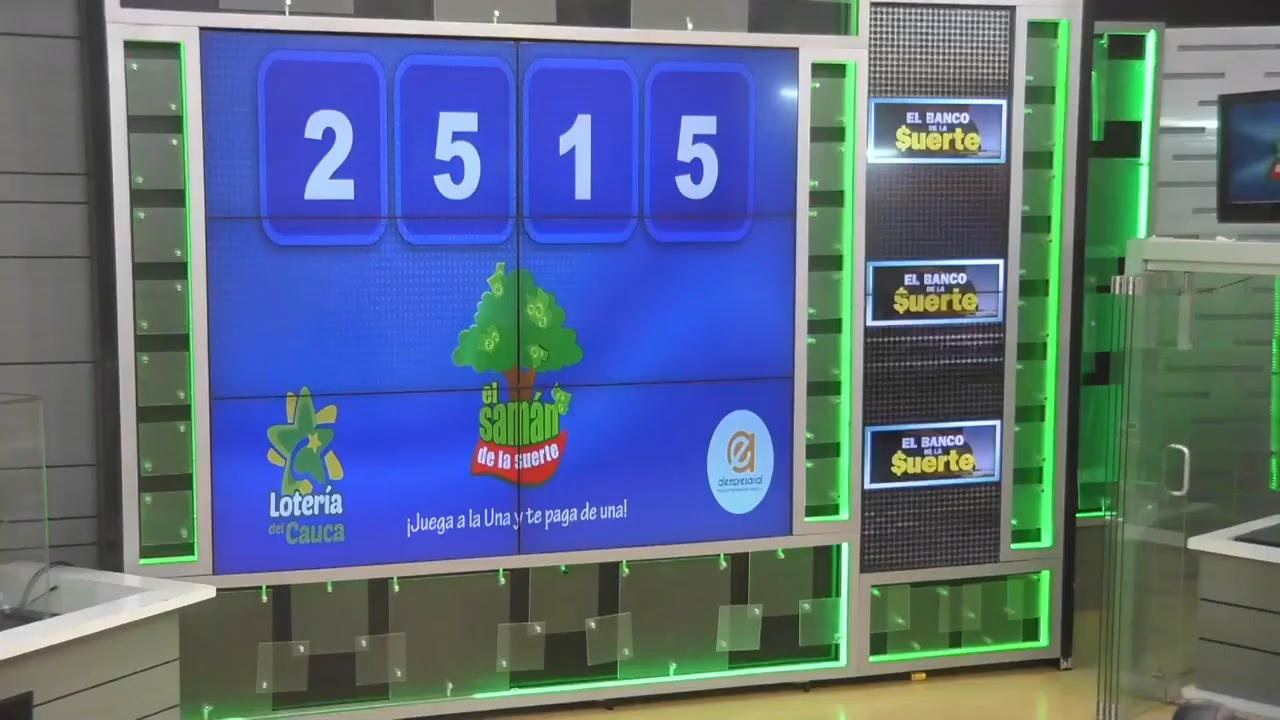 2 5 1 5
el
samán
de la suerte
Lotería
del Cauca
¡Juega a la Una y te paga de una!
alempresarial
EL BANCO
DE LA
$uerte
EL BANCO
DE LA
$uerte
EL BANCO
DE LA
$uerte